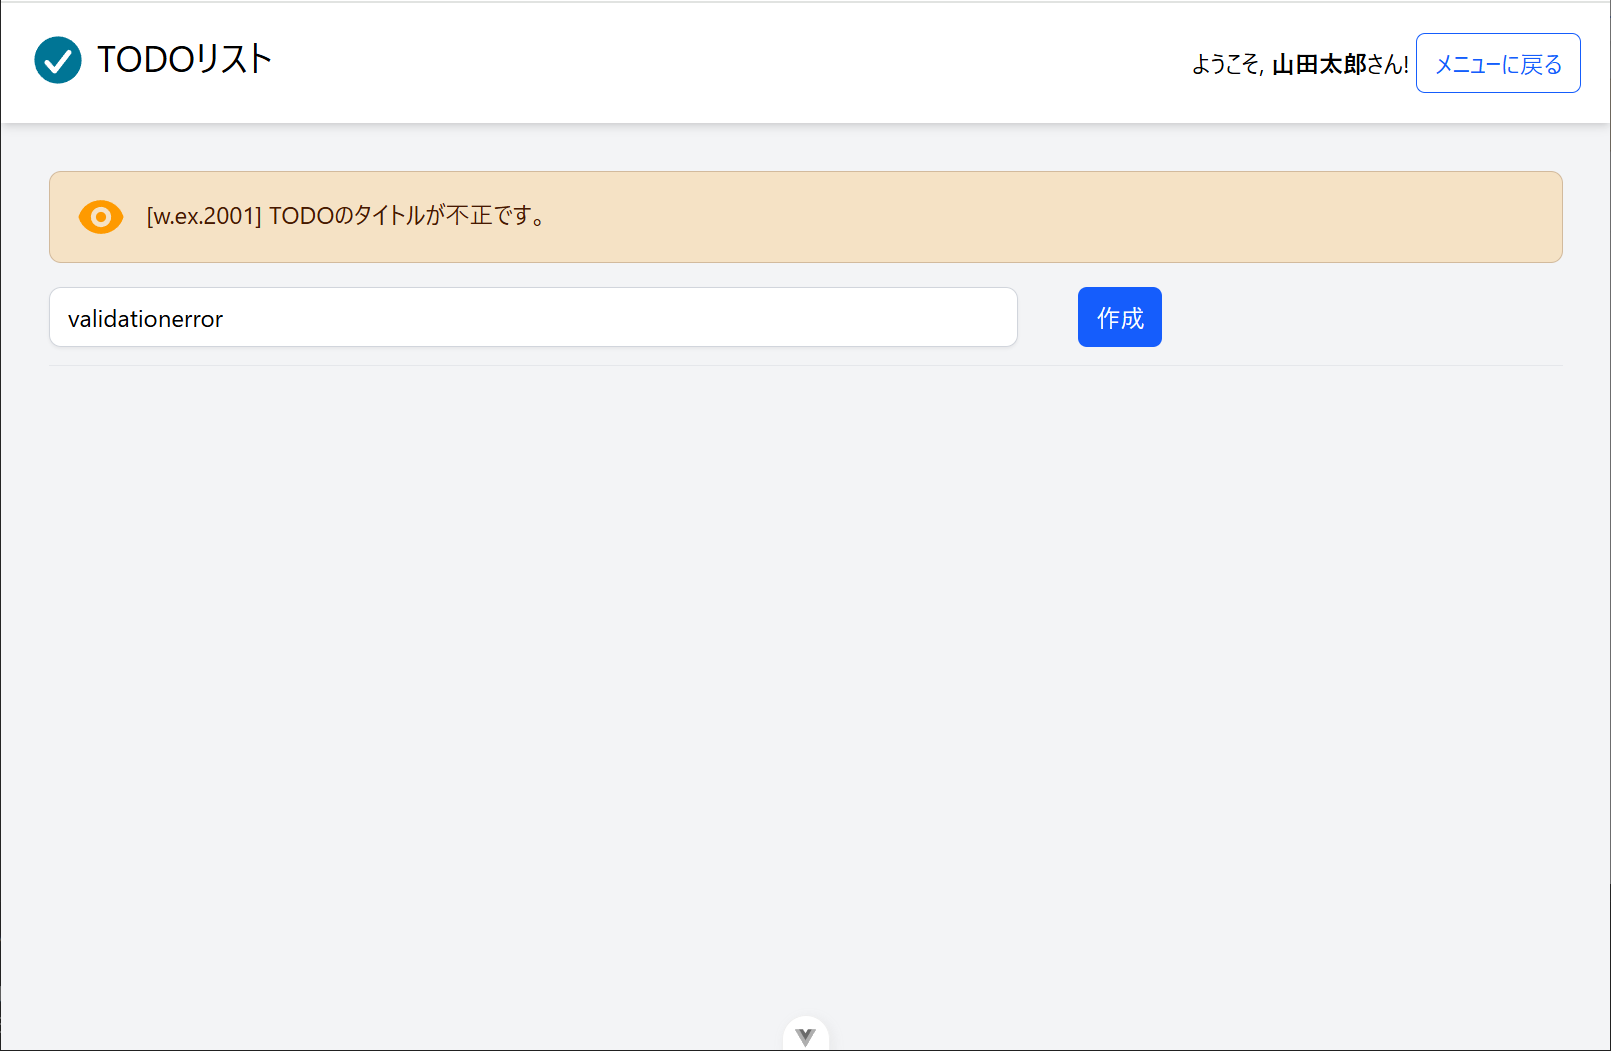 TODOリスト
ようこそ, 山田太郎さん! メニューに戻る
[w.ex.2001] TODOのタイトルが不正です。
validationerror 作成